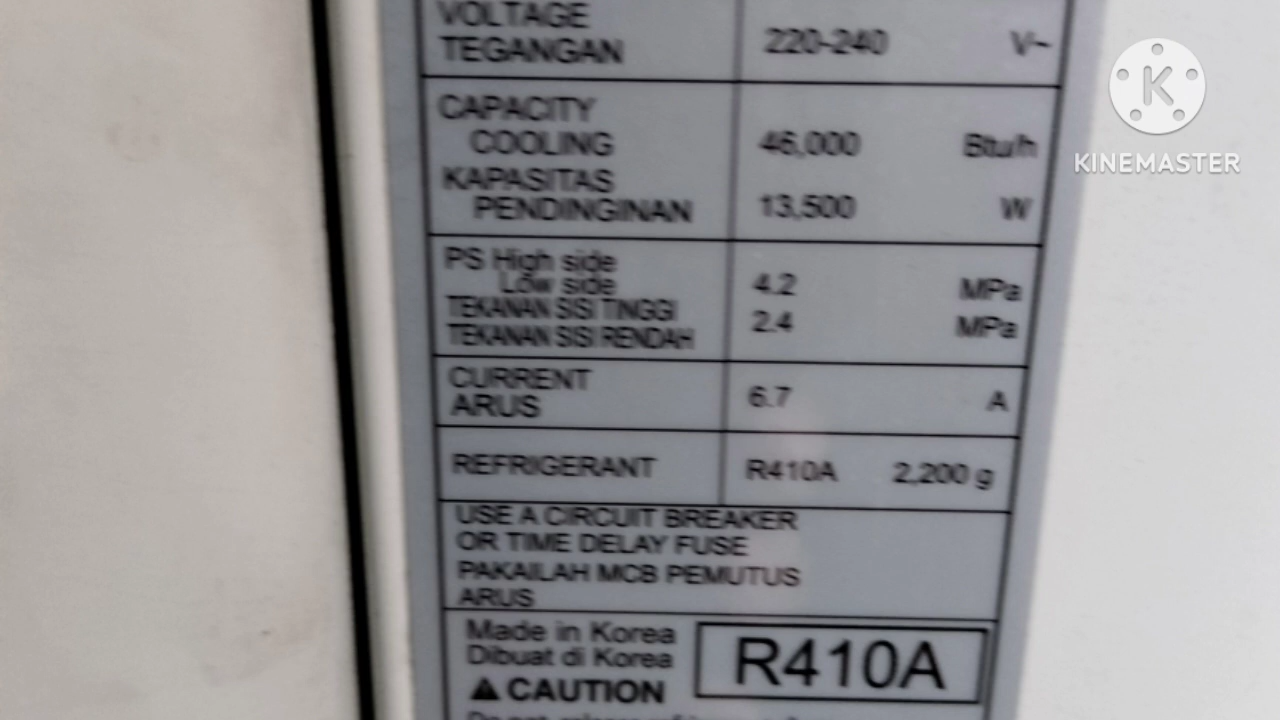 VOLTAGE
TEGANGAN 220-240 V~
CAPACITY
COOLING 46,000 Btu/h
KAPASITAS
PENDINGINAN 13,500 W
PS High side
Low side 4.2 MPa
TEKANAN SISI TINGGI
TEKANAN SISI RENDAH 2.4 MPa
CURRENT
ARUS 6.7 A
REFRIGERANT R410A 2,200 g
USE A CIRCUIT BREAKER
OR TIME DELAY FUSE
PAKAILAH MCB PEMUTUS
ARUS
Made in Korea
Dibuat di Korea
R410A
CAUTION
K
KINEMASTER